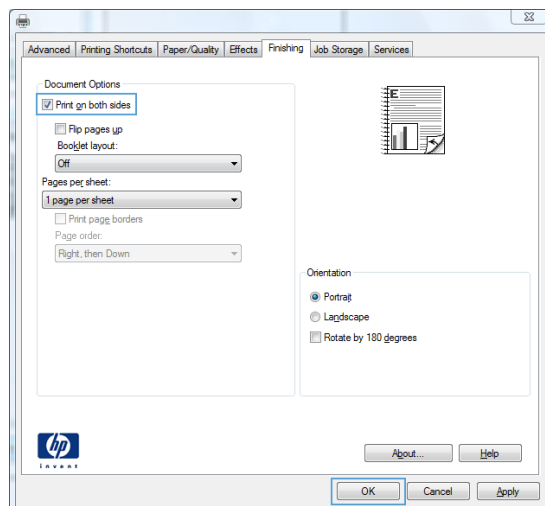 Advanced Printing Shortcuts Paper/Quality Effects Finishing Job Storage Services
Document Options
Print on both sides
Flip pages up
Booklet layout:
Off
Pages per sheet:
1 page per sheet
Print page borders
Page order:
Right, then Down
E
Orientation
Portrait
Landscape
Rotate by 180 degrees
hp
invent
About... Help
OK Cancel Apply